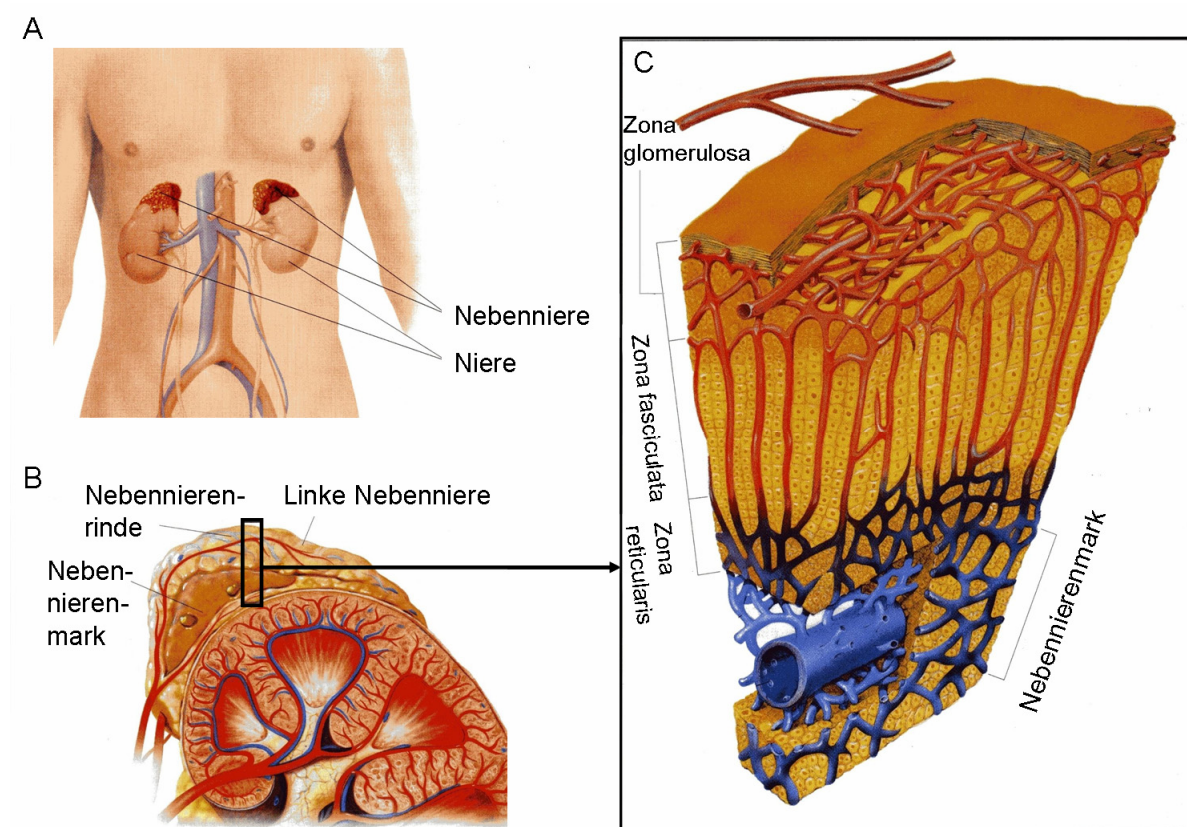 A
Nebenniere
Niere
B
Nebennieren-
rinde
Linke Nebenniere
Neben-
nieren-
mark
C
Zona
glomerulosa
Zona fasciculata
Zona
reticularis
Nebennierenmark